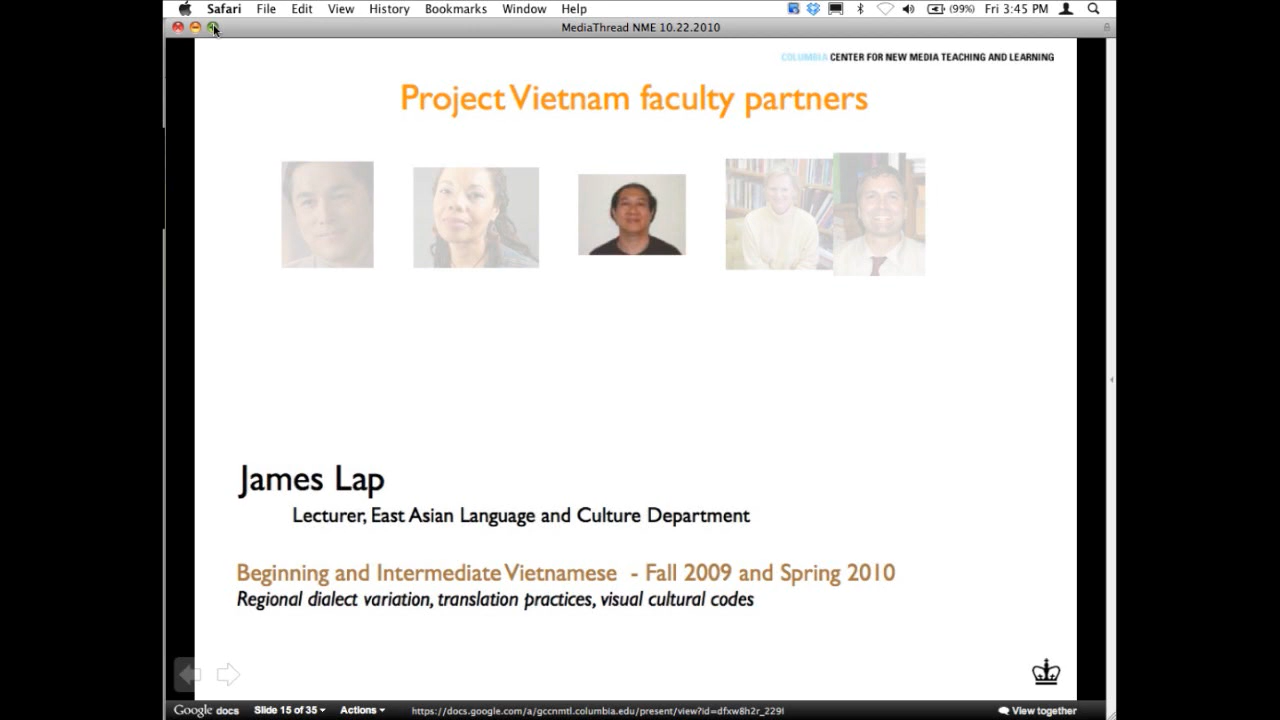 Safari File Edit View History Bookmarks Window Help (99%) Fri 3:45 PM
MediaThread NME 10.22.2010
COLUMBIA CENTER FOR NEW MEDIA TEACHING AND LEARNING
Project Vietnam faculty partners
James Lap
Lecturer, East Asian Language and Culture Department
Beginning and Intermediate Vietnamese - Fall 2009 and Spring 2010
Regional dialect variation, translation practices, visual cultural codes
Google docs Slide 15 of 35 Actions https://docs.google.com/a/gccnmtl.columbia.edu/present/view?id=dfxw8h2r_229l View together